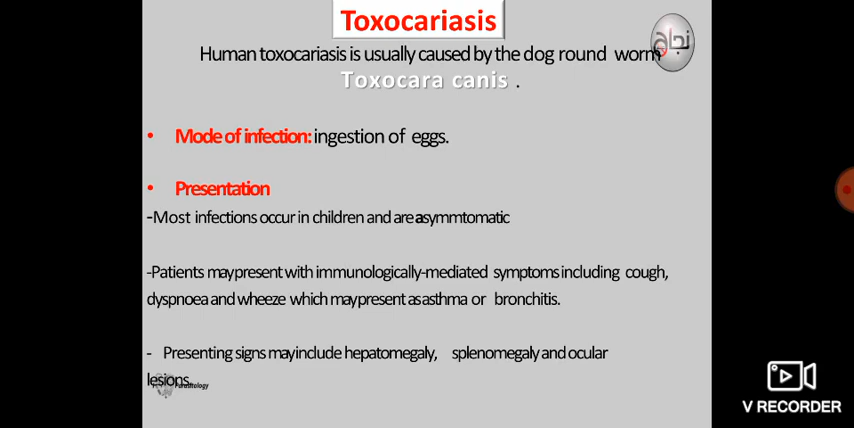 Toxocariasis
Human toxocariasis is usually caused by the dog round worm
نجاح
Toxocara canis .
• Mode of infection: ingestion of eggs.
• Presentation
-Most infections occur in children and are asymmtomatic
-Patients may present with immunologically-mediated symptoms including cough,
dyspnoea and wheeze which may present as asthma or bronchitis.
- Presenting signs may include hepatomegaly, splenomegaly and ocular
lesions.
Parasitology
V RECORDER